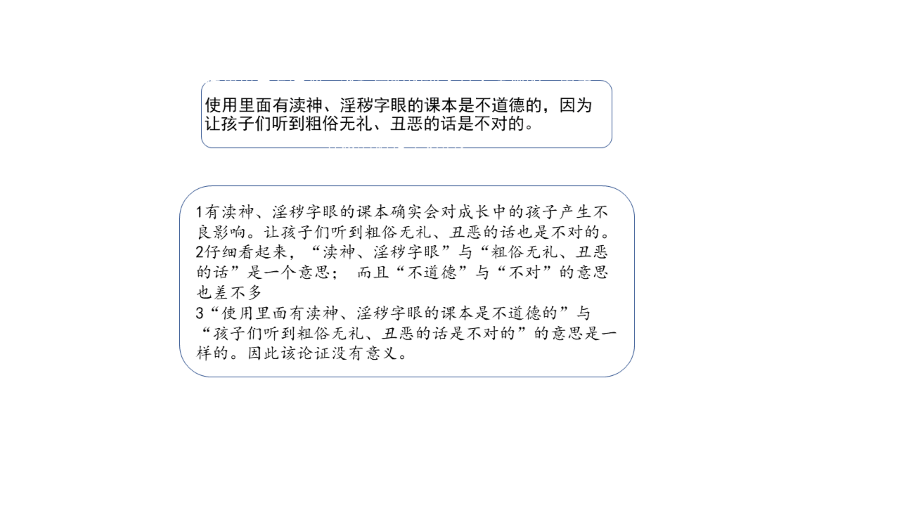 使用里面有渎神、淫秽字眼的课本是不道德的，因为
让孩子们听到粗俗无礼、丑恶的话是不对的。
1有渎神、淫秽字眼的课本确实会对成长中的孩子产生不
良影响。让孩子们听到粗俗无礼、丑恶的话也是不对的。
2仔细看起来，“渎神、淫秽字眼”与“粗俗无礼、丑恶
的话”是一个意思； 而且“不道德”与“不对”的意思
也差不多
3“使用里面有渎神、淫秽字眼的课本是不道德的”与
“孩子们听到粗俗无礼、丑恶的话是不对的”的意思是一
样的。因此该论证没有意义。